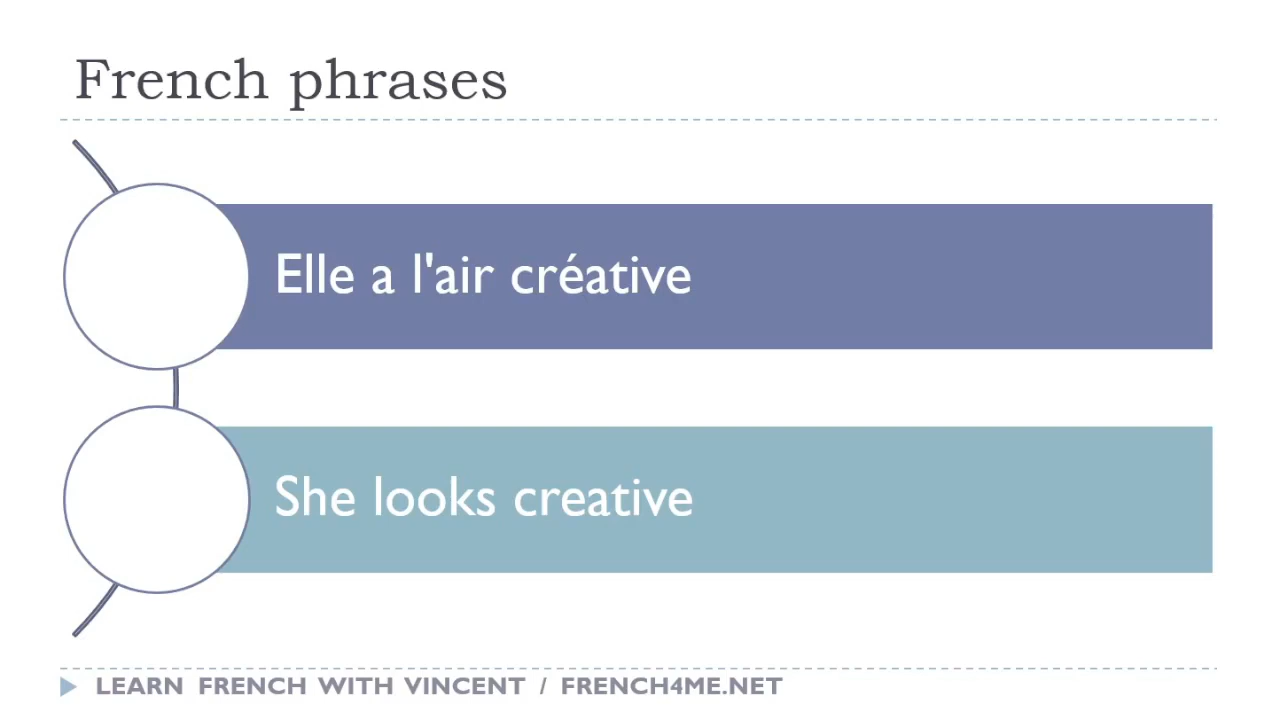 French phrases
Elle a l'air créative
She looks creative
LEARN FRENCH WITH VINCENT / FRENCH4ME.NET